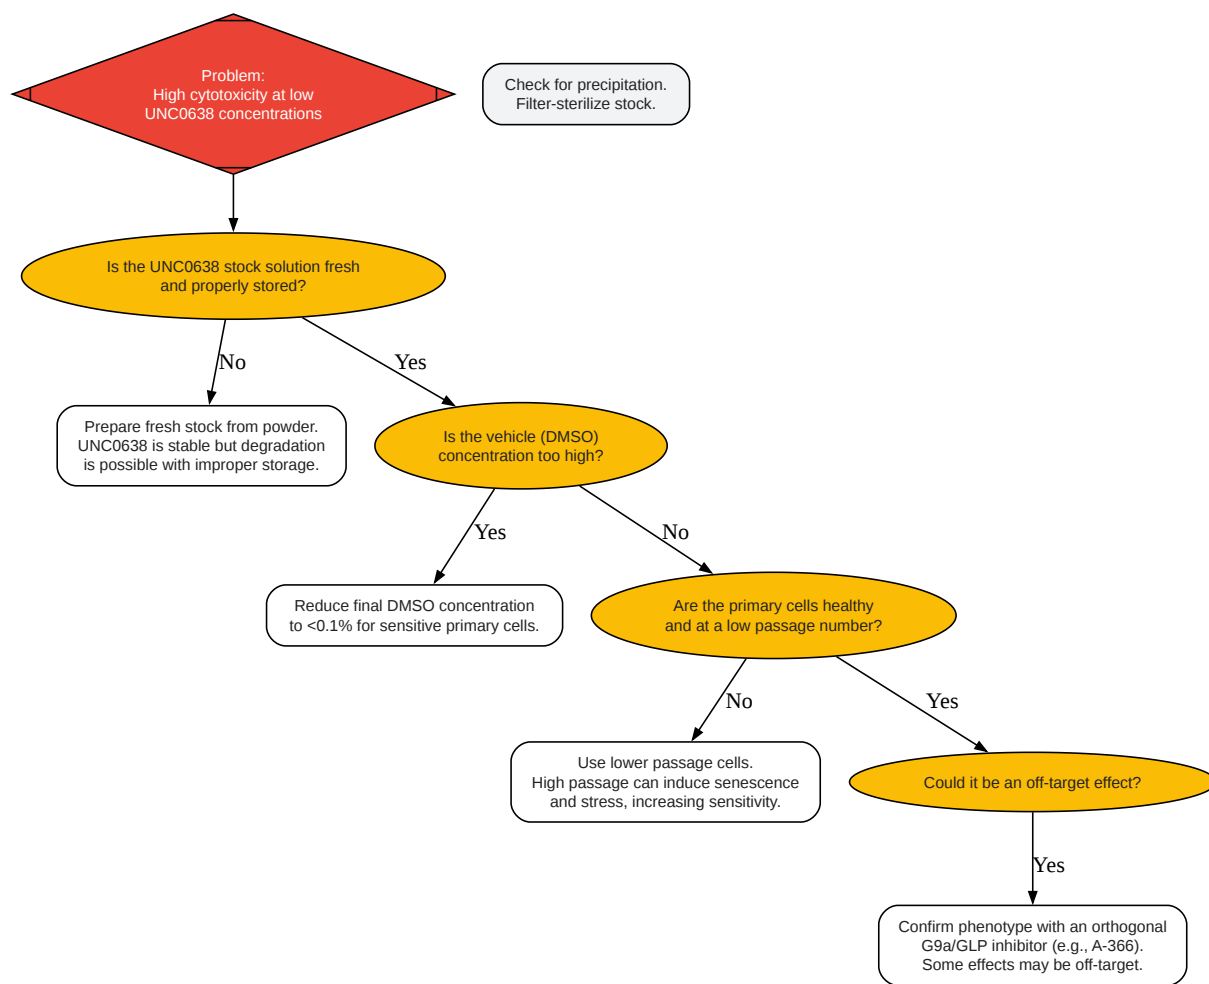 Problem:
High cytotoxicity at low
UNC0638 concentrations
Check for precipitation.
Filter-sterilize stock.
Is the UNC0638 stock solution fresh
and properly stored?
No
Yes
Prepare fresh stock from powder.
UNC0638 is stable but degradation
is possible with improper storage.
Is the vehicle (DMSO)
concentration too high?
Yes
No
Reduce final DMSO concentration
to <0.1% for sensitive primary cells.
Are the primary cells healthy
and at a low passage number?
No
Yes
Use lower passage cells.
High passage can induce senescence
and stress, increasing sensitivity.
Could it be an off-target effect?
Yes
Confirm phenotype with an orthogonal
G9a/GLP inhibitor (e.g., A-366).
Some effects may be off-target.